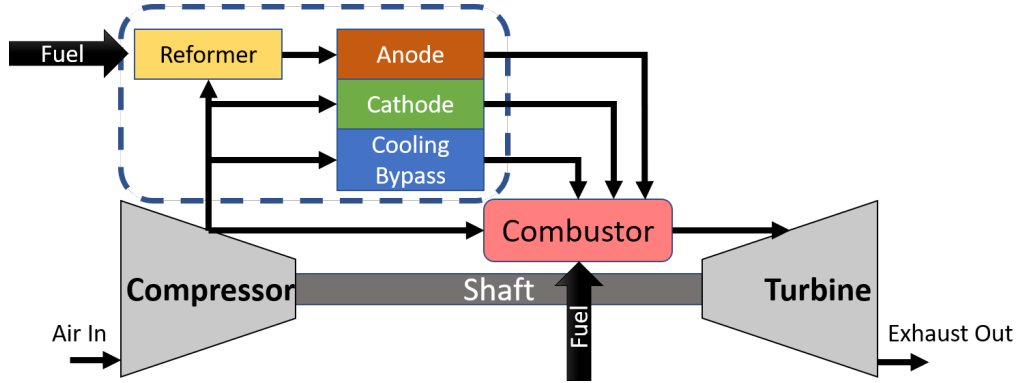 Fuel
Reformer
Anode
Cathode
Cooling
Bypass
Combustor
Compressor
Shaft
Turbine
Air In
Fuel
Exhaust Out